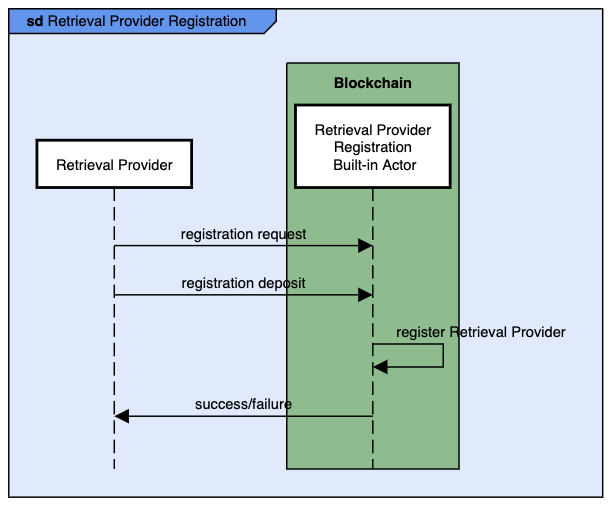 sd Retrieval Provider Registration
Blockchain
Retrieval Provider
Registration
Built-in Actor
Retrieval Provider
registration request
registration deposit
register Retrieval Provider
success/failure